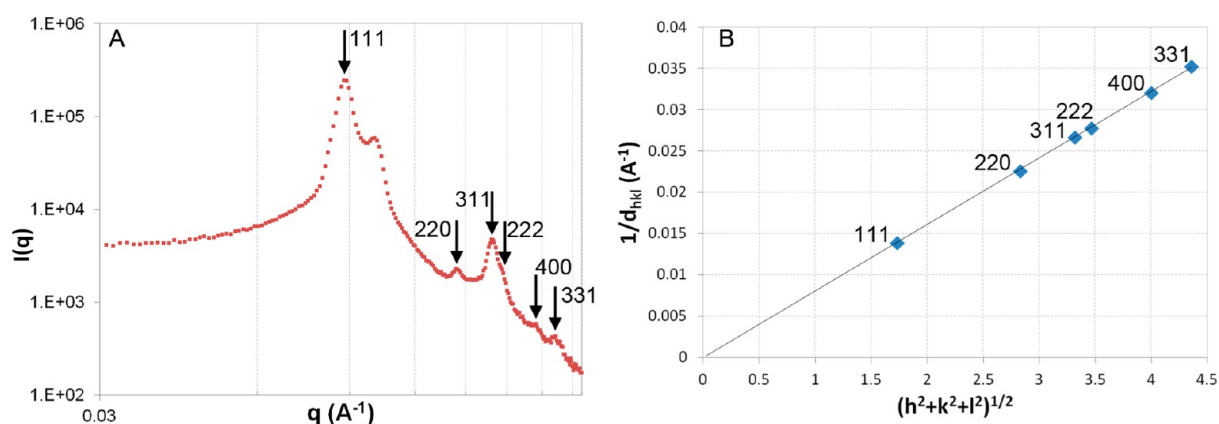 A
1.E+06
1.E+05
1.E+04
1.E+03
1.E+02
I(q)
111
220
311
222
400
331
0.03
q (A⁻¹)
B
0.04
0.035
0.03
0.025
0.02
0.015
0.01
0.005
0
1/dₕₖₗ (A⁻¹)
111
220
311
222
400
331
0 0.5 1 1.5 2 2.5 3 3.5 4 4.5
(h²+k²+l²)¹/²